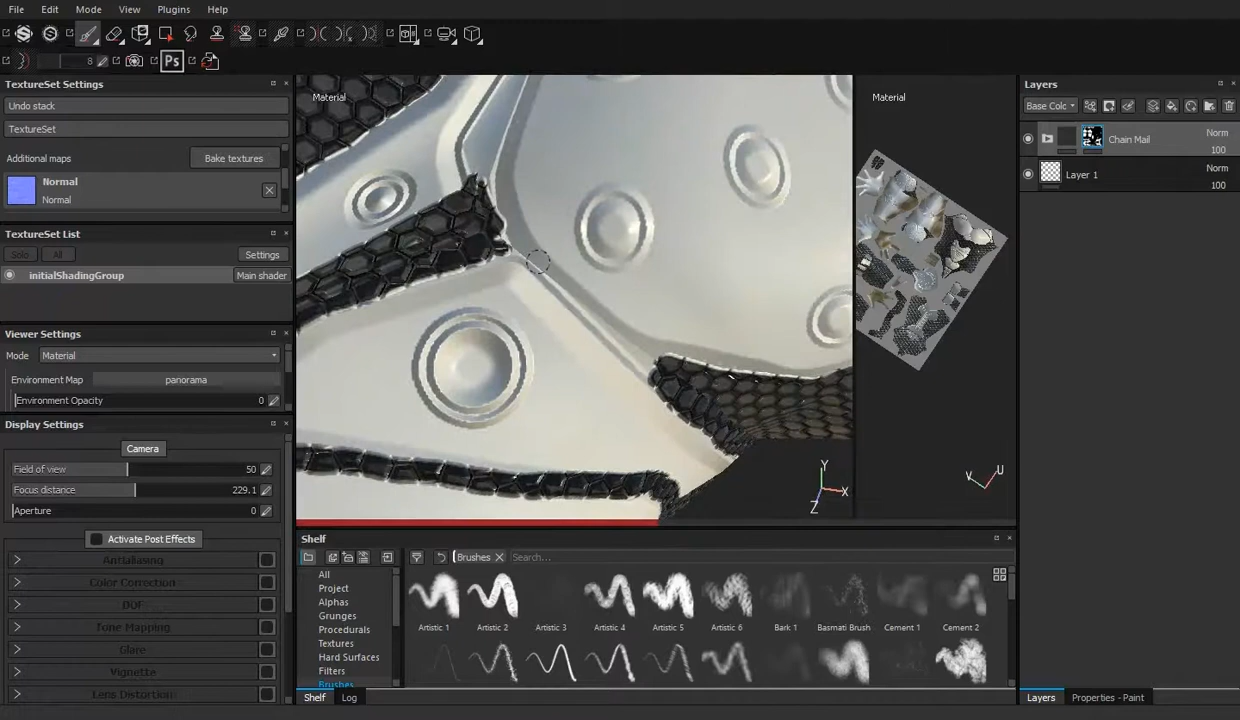 File Edit Mode View Plugins Help
8
Ps
TextureSet Settings
Undo stack
TextureSet
Additional maps Bake textures
Normal
Normal
TextureSet List
Solo All Settings
initialShadingGroup Main shader
Viewer Settings
Mode Material
Environment Map panorama
Environment Opacity 0
Display Settings
Camera
Field of view 50
Focus distance 229.1
Aperture 0
Activate Post Effects
Antialiasing
Color Correction
DOF
Tone Mapping
Glare
Vignette
Lens Distortion
Material
Y
X
Z
Material
V U
Shelf
Brushes Search...
All
Project
Alphas
Grunges
Procedurals
Textures
Hard Surfaces
Filters
Brushes
Artistic 1 Artistic 2 Artistic 3 Artistic 4 Artistic 5 Artistic 6 Bark 1 Basmati Brush Cement 1 Cement 2
Shelf Log
Layers
Base Colc
Chain Mail Norm
100
Layer 1 Norm
100
Layers Properties - Paint